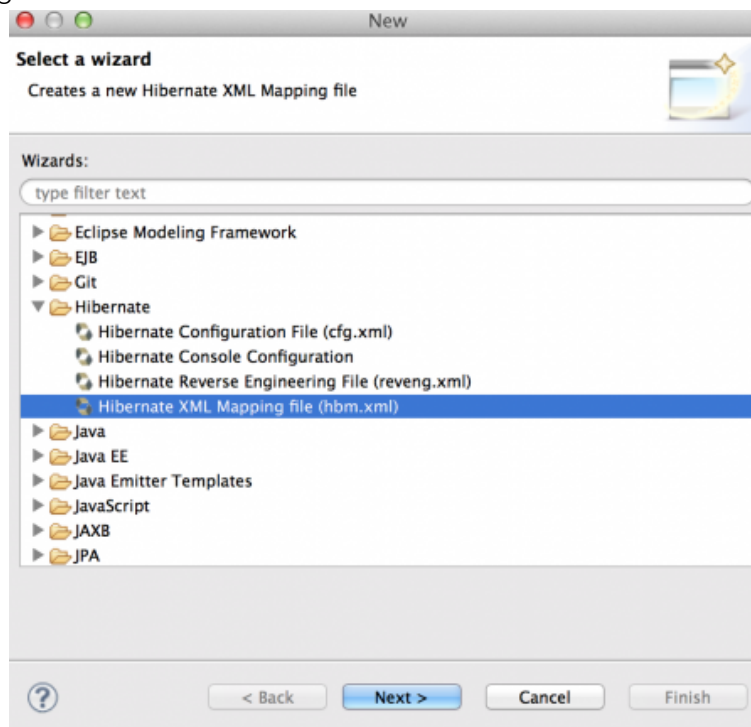 New
Select a wizard
Creates a new Hibernate XML Mapping file
Wizards:
type filter text
Eclipse Modeling Framework
EJB
Git
Hibernate
Hibernate Configuration File (cfg.xml)
Hibernate Console Configuration
Hibernate Reverse Engineering File (reveng.xml)
Hibernate XML Mapping file (hbm.xml)
Java
Java EE
Java Emitter Templates
JavaScript
JAXB
JPA
? < Back Next > Cancel Finish